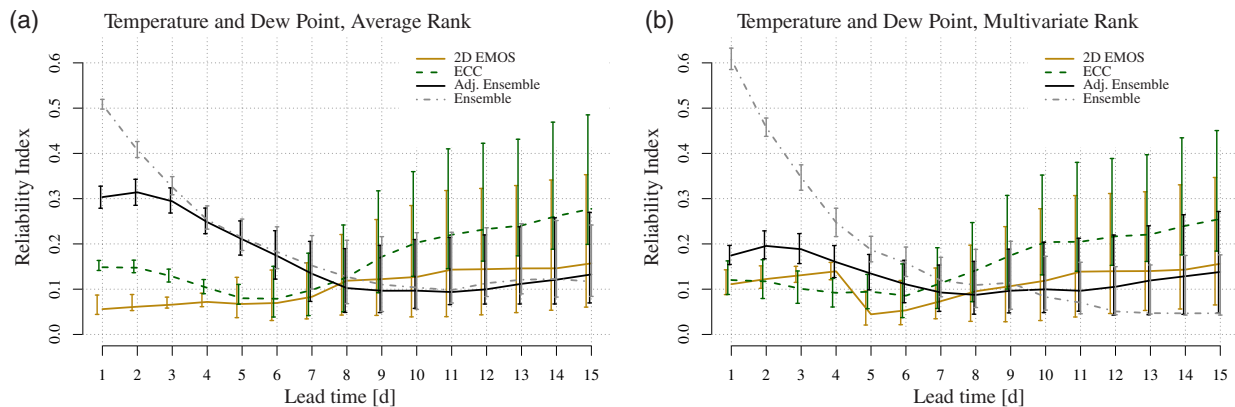 (a)
Temperature and Dew Point, Average Rank
2D EMOS
ECC
Adj. Ensemble
Ensemble
Reliability Index
0.0 0.1 0.2 0.3 0.4 0.5 0.6
1 2 3 4 5 6 7 8 9 10 11 12 13 14 15
Lead time [d]
(b)
Temperature and Dew Point, Multivariate Rank
2D EMOS
ECC
Adj. Ensemble
Ensemble
Reliability Index
0.0 0.1 0.2 0.3 0.4 0.5 0.6
1 2 3 4 5 6 7 8 9 10 11 12 13 14 15
Lead time [d]